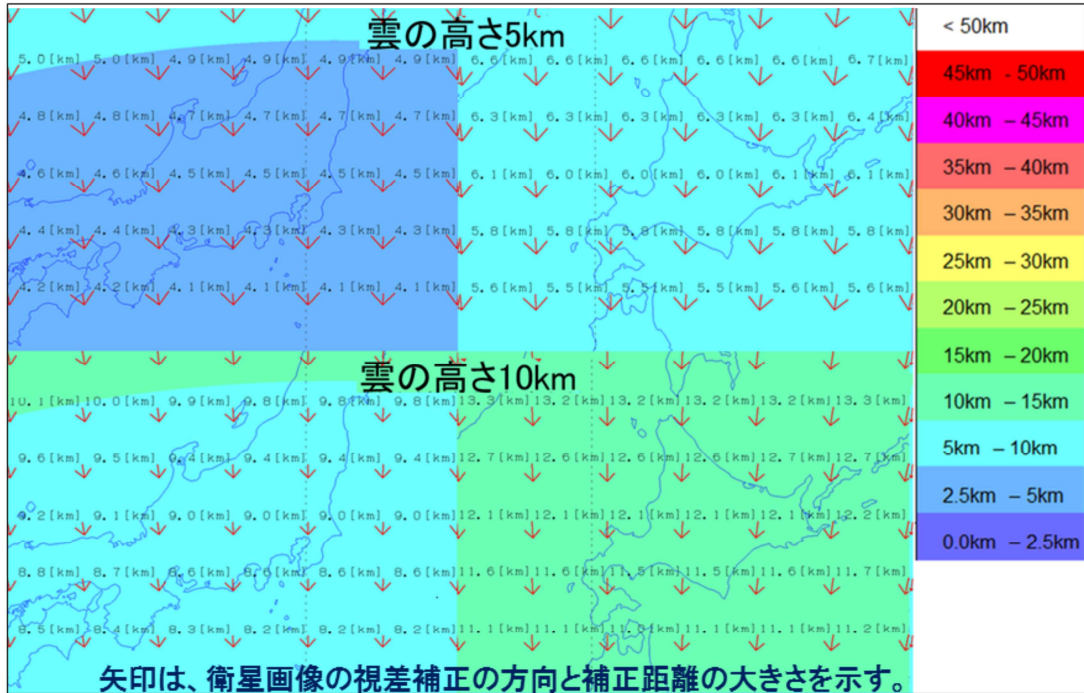 雲の高さ5km
5.0[km] 5.0[km] 4.9[km] 4.9[km] 4.9[km] 4.9[km] 6.6[km] 6.6[km] 6.6[km] 6.6[km] 6.6[km] 6.7[km]
4.8[km] 4.8[km] 4.7[km] 4.7[km] 4.7[km] 4.7[km] 6.3[km] 6.3[km] 6.3[km] 6.3[km] 6.3[km] 6.4[km]
4.6[km] 4.6[km] 4.5[km] 4.5[km] 4.5[km] 4.5[km] 6.1[km] 6.0[km] 6.0[km] 6.0[km] 6.1[km] 6.1[km]
4.4[km] 4.4[km] 4.3[km] 4.3[km] 4.3[km] 4.3[km] 5.8[km] 5.8[km] 5.8[km] 5.8[km] 5.8[km] 5.8[km]
4.2[km] 4.2[km] 4.1[km] 4.1[km] 4.1[km] 4.1[km] 5.6[km] 5.5[km] 5.5[km] 5.5[km] 5.6[km] 5.6[km]
雲の高さ10km
10.1[km] 10.0[km] 9.9[km] 9.8[km] 9.8[km] 9.8[km] 13.3[km] 13.2[km] 13.2[km] 13.2[km] 13.2[km] 13.3[km]
9.6[km] 9.5[km] 9.4[km] 9.4[km] 9.4[km] 9.4[km] 12.7[km] 12.6[km] 12.6[km] 12.6[km] 12.7[km] 12.7[km]
9.2[km] 9.1[km] 9.0[km] 9.0[km] 9.0[km] 9.0[km] 12.1[km] 12.1[km] 12.1[km] 12.1[km] 12.1[km] 12.2[km]
8.8[km] 8.7[km] 8.6[km] 8.6[km] 8.6[km] 8.6[km] 11.6[km] 11.6[km] 11.5[km] 11.5[km] 11.6[km] 11.7[km]
8.5[km] 8.4[km] 8.3[km] 8.2[km] 8.2[km] 8.2[km] 11.1[km] 11.1[km] 11.0[km] 11.1[km] 11.1[km] 11.2[km]
矢印は、衛星画像の視差補正の方向と補正距離の大きさを示す。
< 50km
45km - 50km
40km – 45km
35km – 40km
30km – 35km
25km – 30km
20km – 25km
15km – 20km
10km – 15km
5km – 10km
2.5km – 5km
0.0km – 2.5km